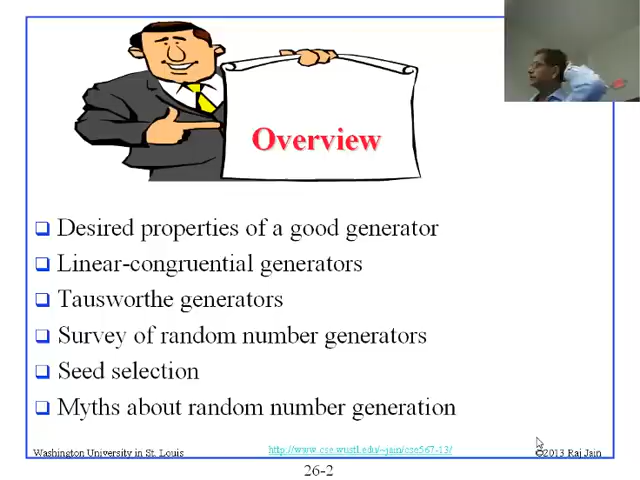 Overview
Desired properties of a good generator
Linear-congruential generators
Tausworthe generators
Survey of random number generators
Seed selection
Myths about random number generation
Washington University in St. Louis
http://www.cse.wustl.edu/~jain/cse567-13/
©2013 Raj Jain
26-2